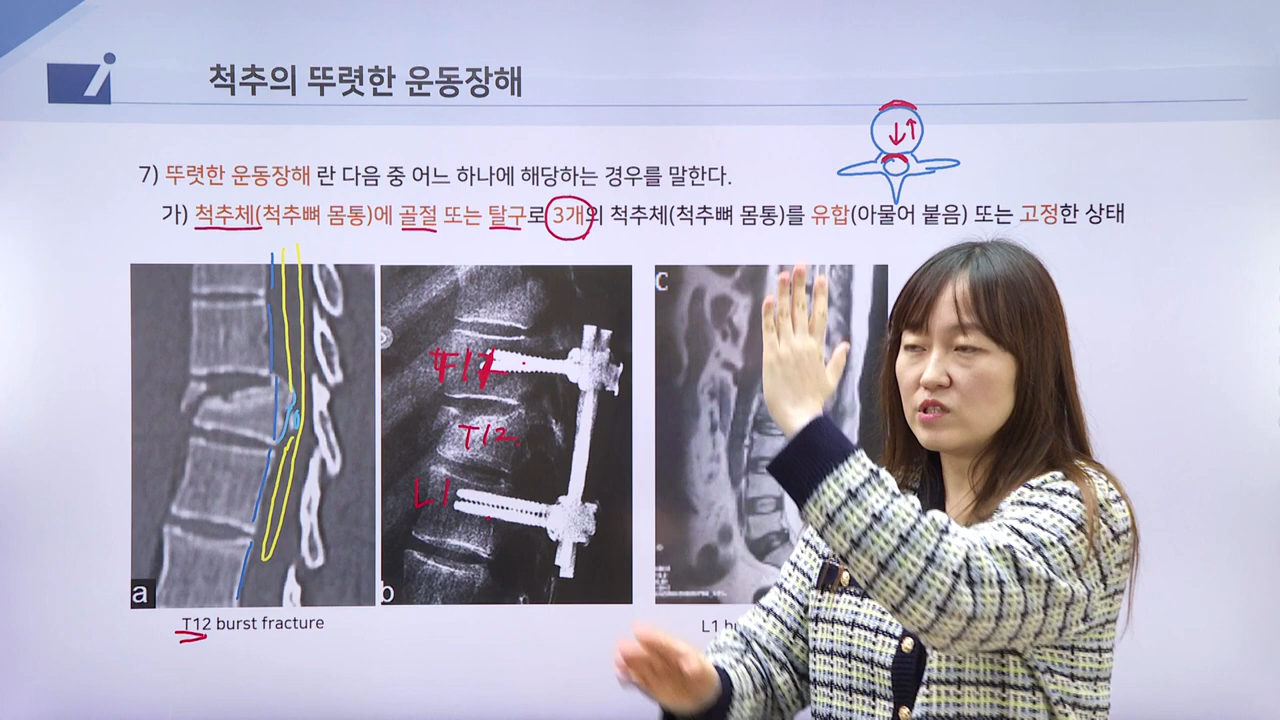 척추의 뚜렷한 운동장해
7) 뚜렷한 운동장해 란 다음 중 어느 하나에 해당하는 경우를 말한다.
가) 척추체(척추뼈 몸통)에 골절 또는 탈구로 3개의 척추체(척추뼈 몸통)를 유합(아물어 붙음) 또는 고정한 상태
C
T11
T12
L1
a
b
T12 burst fracture
L1